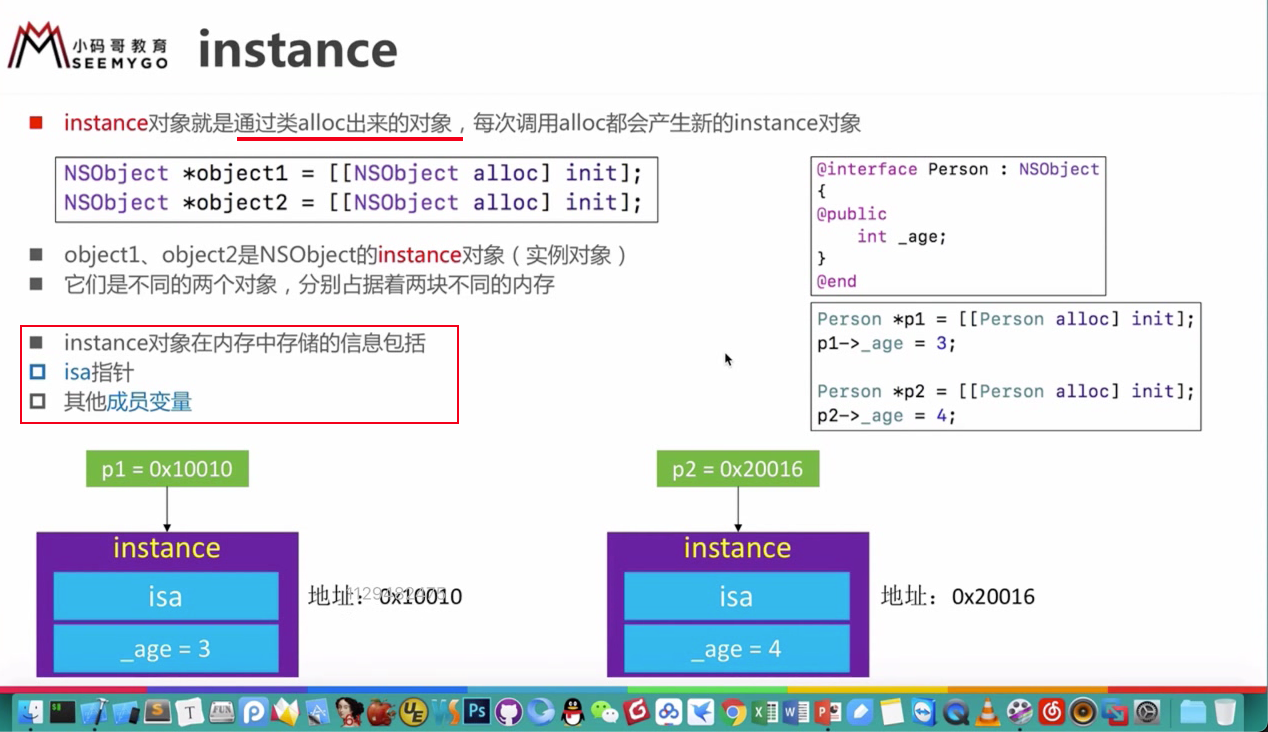 小码哥教育
SEEMYGO
instance
instance对象就是通过类alloc出来的对象，每次调用alloc都会产生新的instance对象
NSObject *object1 = [[NSObject alloc] init];
NSObject *object2 = [[NSObject alloc] init];
@interface Person : NSObject
{
@public
int _age;
}
@end
object1、object2是NSObject的instance对象（实例对象）
它们是不同的两个对象，分别占据着两块不同的内存
Person *p1 = [[Person alloc] init];
p1->_age = 3;
Person *p2 = [[Person alloc] init];
p2->_age = 4;
instance对象在内存中存储的信息包括
isa指针
其他成员变量
p1 = 0x10010
instance
isa
_age = 3
地址：0x10010
p2 = 0x20016
instance
isa
_age = 4
地址：0x20016